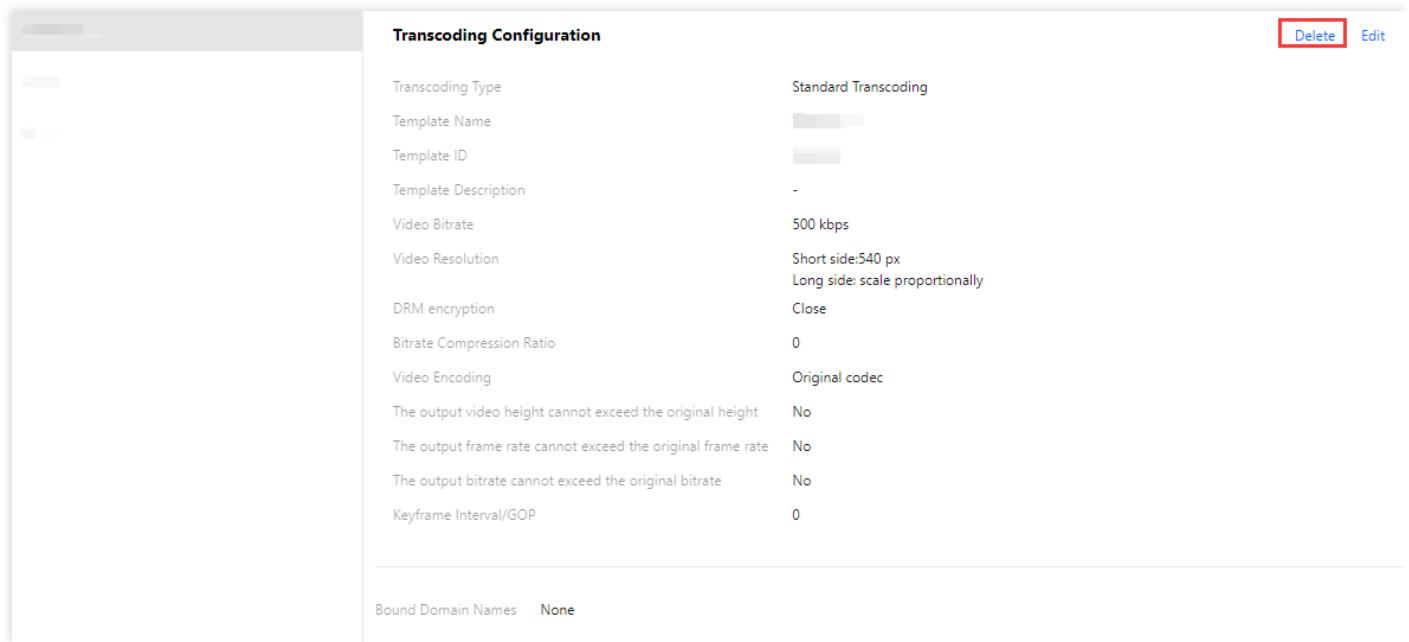 Transcoding Configuration Delete Edit
Transcoding Type Standard Transcoding
Template Name
Template ID
Template Description -
Video Bitrate 500 kbps
Video Resolution Short side:540 px
Long side: scale proportionally
DRM encryption Close
Bitrate Compression Ratio 0
Video Encoding Original codec
The output video height cannot exceed the original height No
The output frame rate cannot exceed the original frame rate No
The output bitrate cannot exceed the original bitrate No
Keyframe Interval/GOP 0
Bound Domain Names None